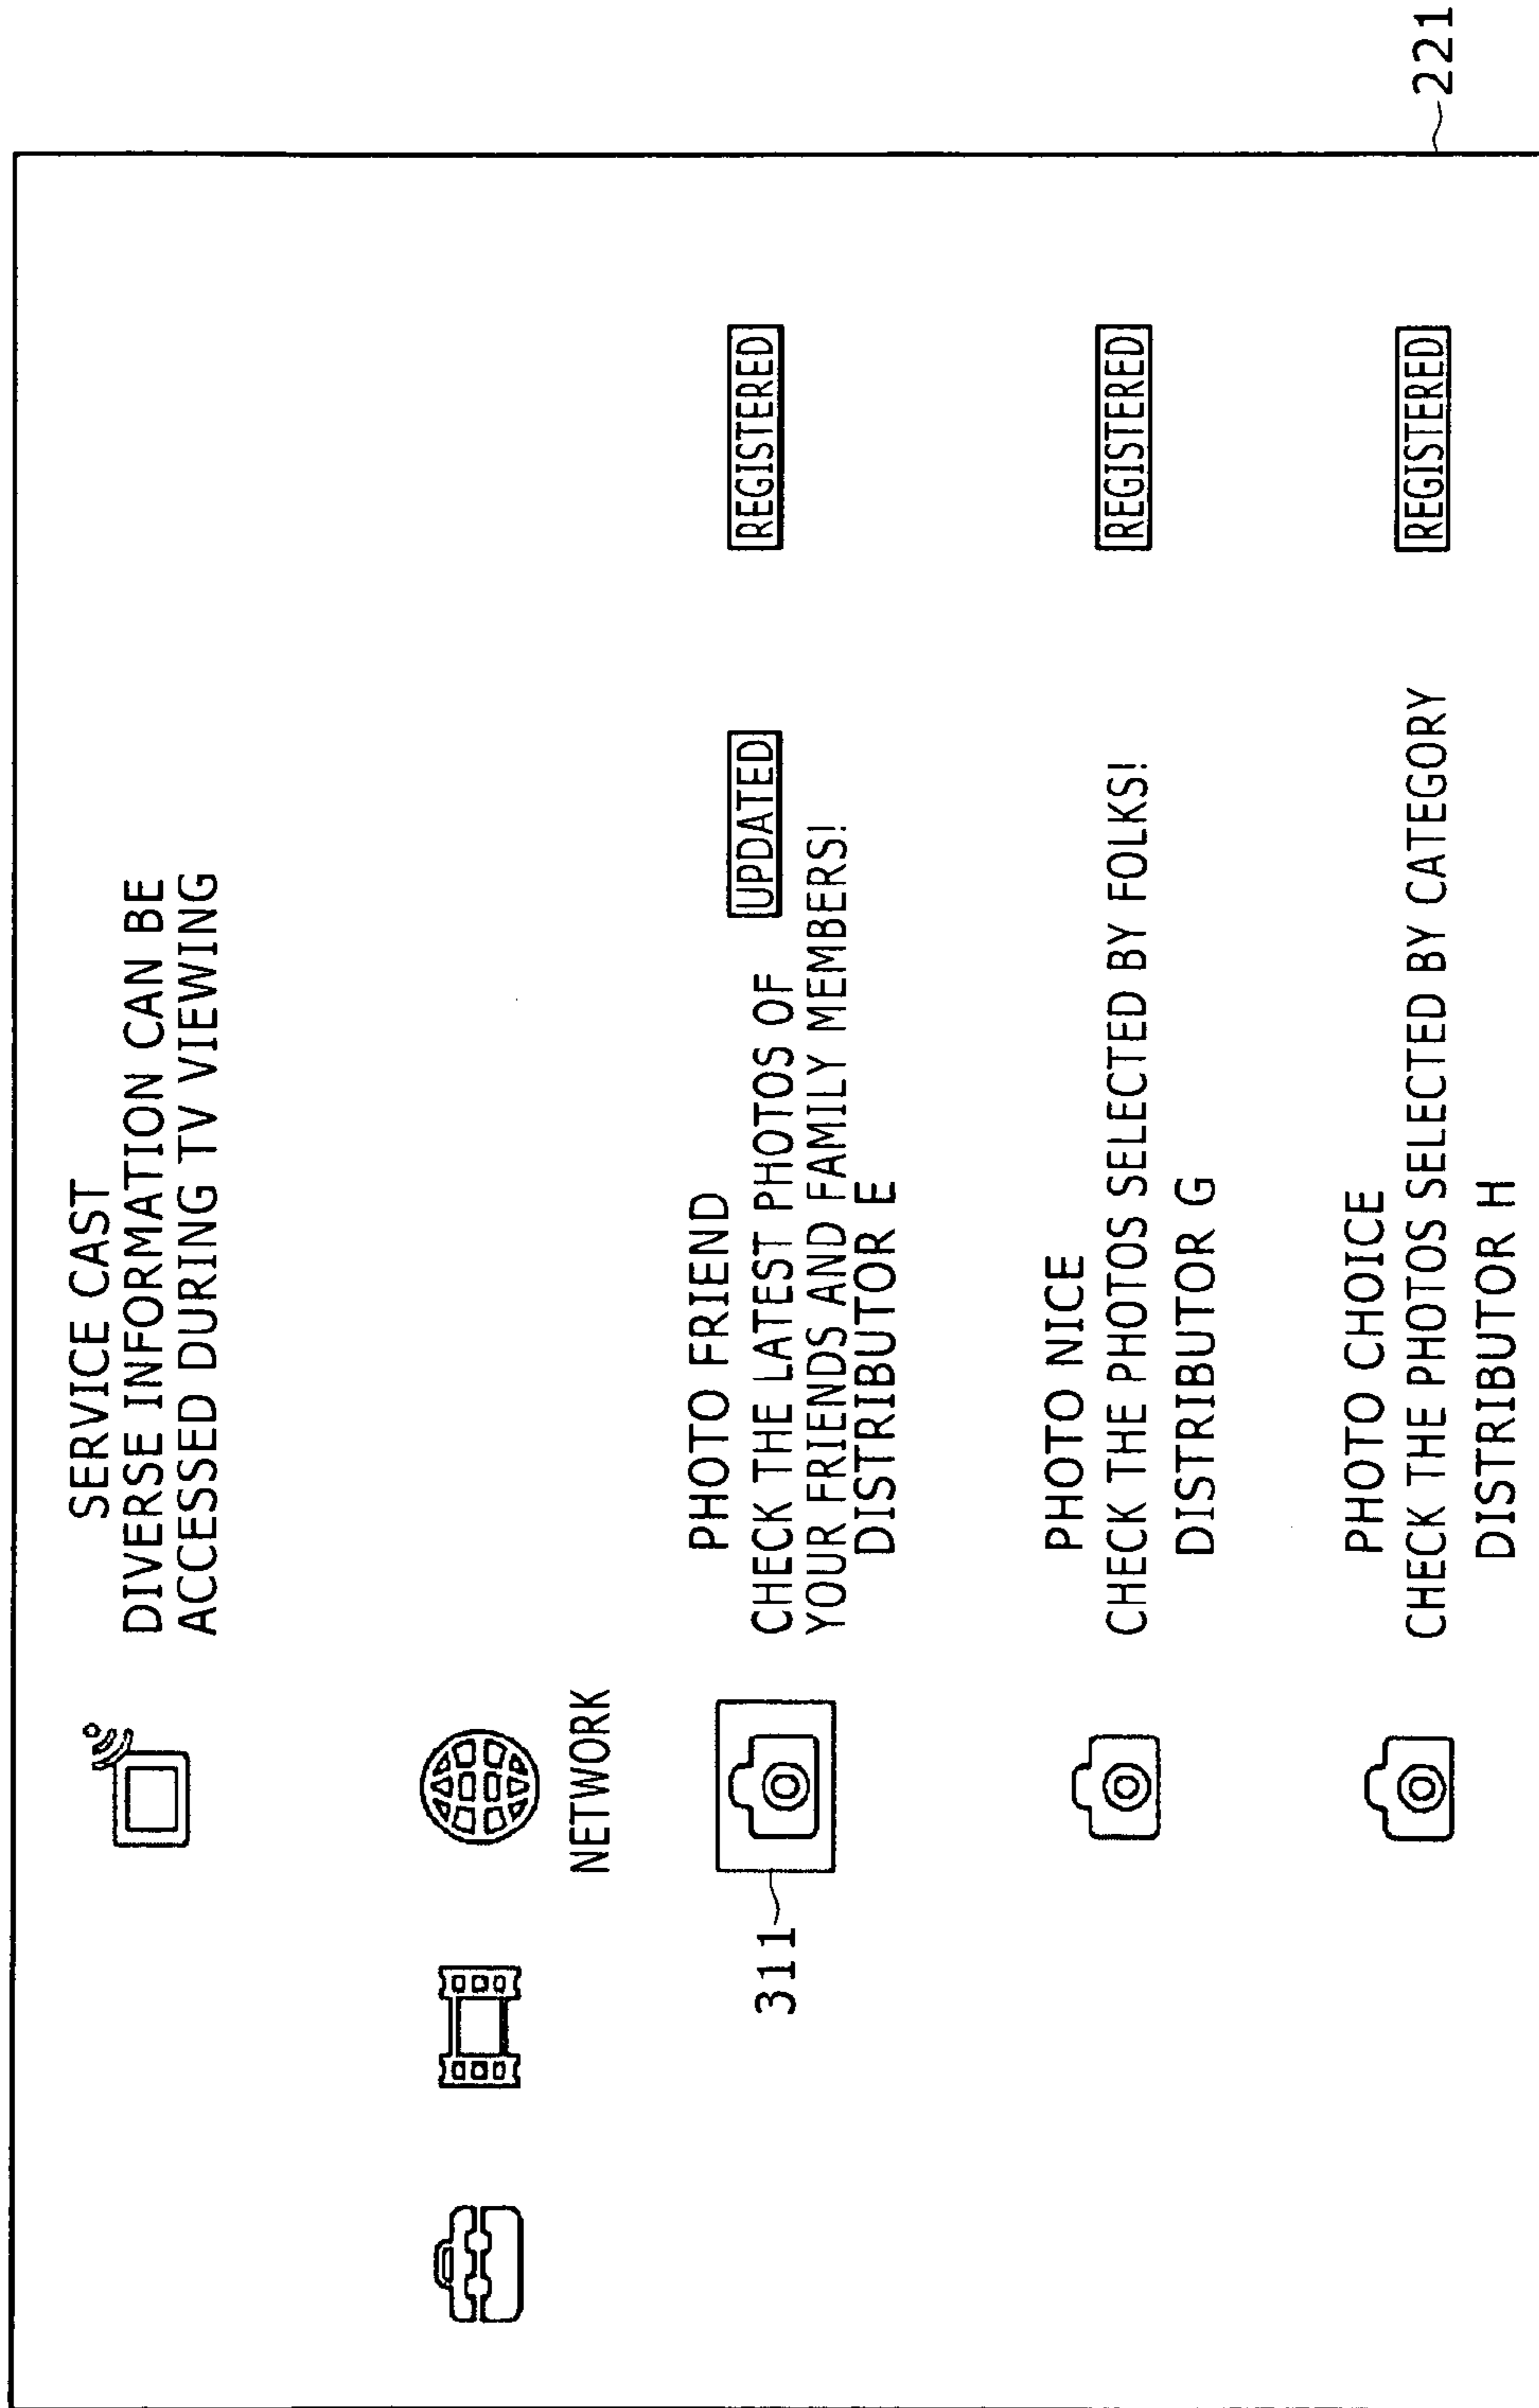 SERVICE CAST
DIVERSE INFORMATION CAN BE
ACCESSED DURING TV VIEWING
NETWORK
311
PHOTO FRIEND
UPDATED
REGISTERED
CHECK THE LATEST PHOTOS OF
YOUR FRIENDS AND FAMILY MEMBERS!
DISTRIBUTOR E
PHOTO NICE
REGISTERED
CHECK THE PHOTOS SELECTED BY FOLKS!
DISTRIBUTOR G
PHOTO CHOICE
REGISTERED
CHECK THE PHOTOS SELECTED BY CATEGORY
DISTRIBUTOR H
221